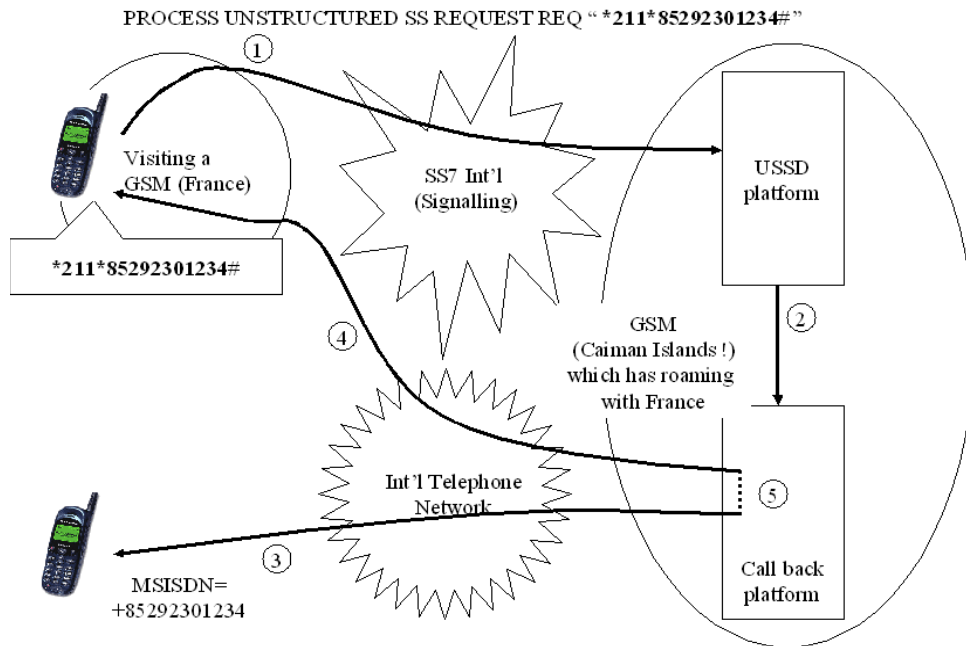 PROCESS UNSTRUCTURED SS REQUEST REQ “ *211*85292301234#”
1
Visiting a
GSM (France)
SS7 Int’l
(Signalling)
USSD
platform
*211*85292301234#
2
4
GSM
(Caiman Islands !)
which has roaming
with France
Int’l Telephone
Network
5
3
MSISDN=
+85292301234
Call back
platform